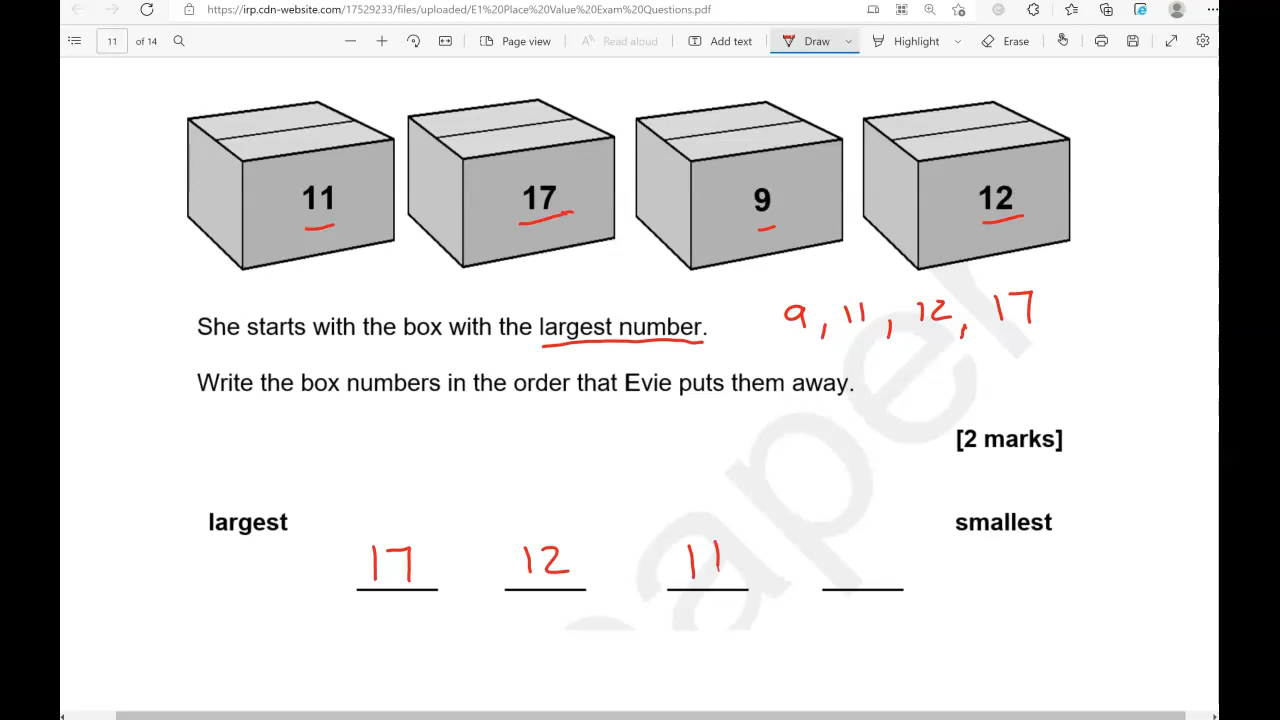 https://irp.cdn-website.com/17529233/files/uploaded/E1%20Place%20Value%20Exam%20Questions.pdf
11 of 14 Page view Read aloud Add text Draw Highlight Erase
11 17 9 12
9, 11, 12, 17
She starts with the box with the largest number.
Write the box numbers in the order that Evie puts them away.
[2 marks]
largest smallest
17 12 11
aper